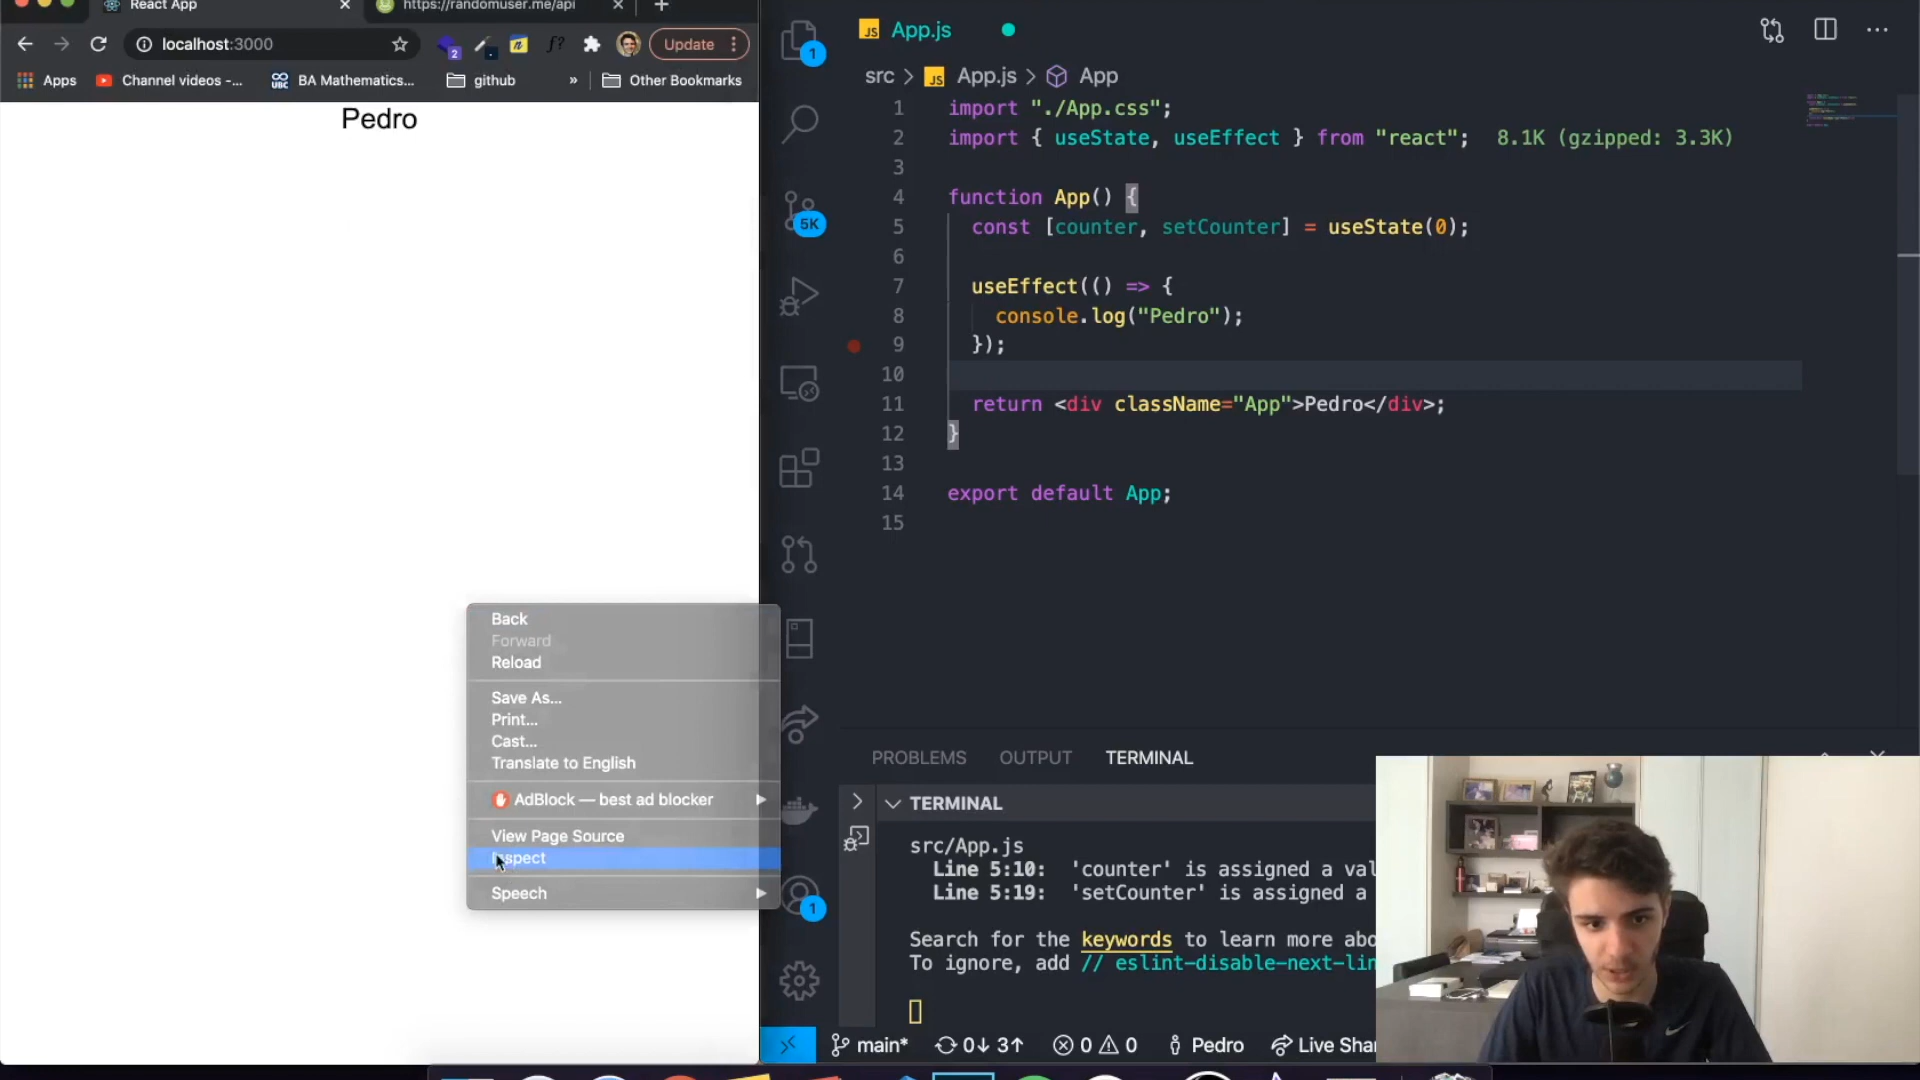 React App
https://randomuser.me/api
localhost:3000
2
n
f?
Update
Apps
Channel videos -...
UBC
BA Mathematics...
github
»
Other Bookmarks
Pedro
Back
Forward
Reload
Save As...
Print...
Cast...
Translate to English
AdBlock — best ad blocker
View Page Source
Inspect
Speech
1
5K
1
JS App.js
src > JS App.js > App
1 import "./App.css";
2 import { useState, useEffect } from "react"; 8.1K (gzipped: 3.3K)
3
4 function App() {
5 const [counter, setCounter] = useState(0);
6
7 useEffect(() => {
8 console.log("Pedro");
9 });
10
11 return <div className="App">Pedro</div>;
12 }
13
14 export default App;
15
PROBLEMS OUTPUT TERMINAL
TERMINAL
src/App.js
Line 5:10: 'counter' is assigned a val
Line 5:19: 'setCounter' is assigned a
Search for the keywords to learn more abo
To ignore, add // eslint-disable-next-lin
main* 0↓ 3↑ 0 0 Pedro Live Shar